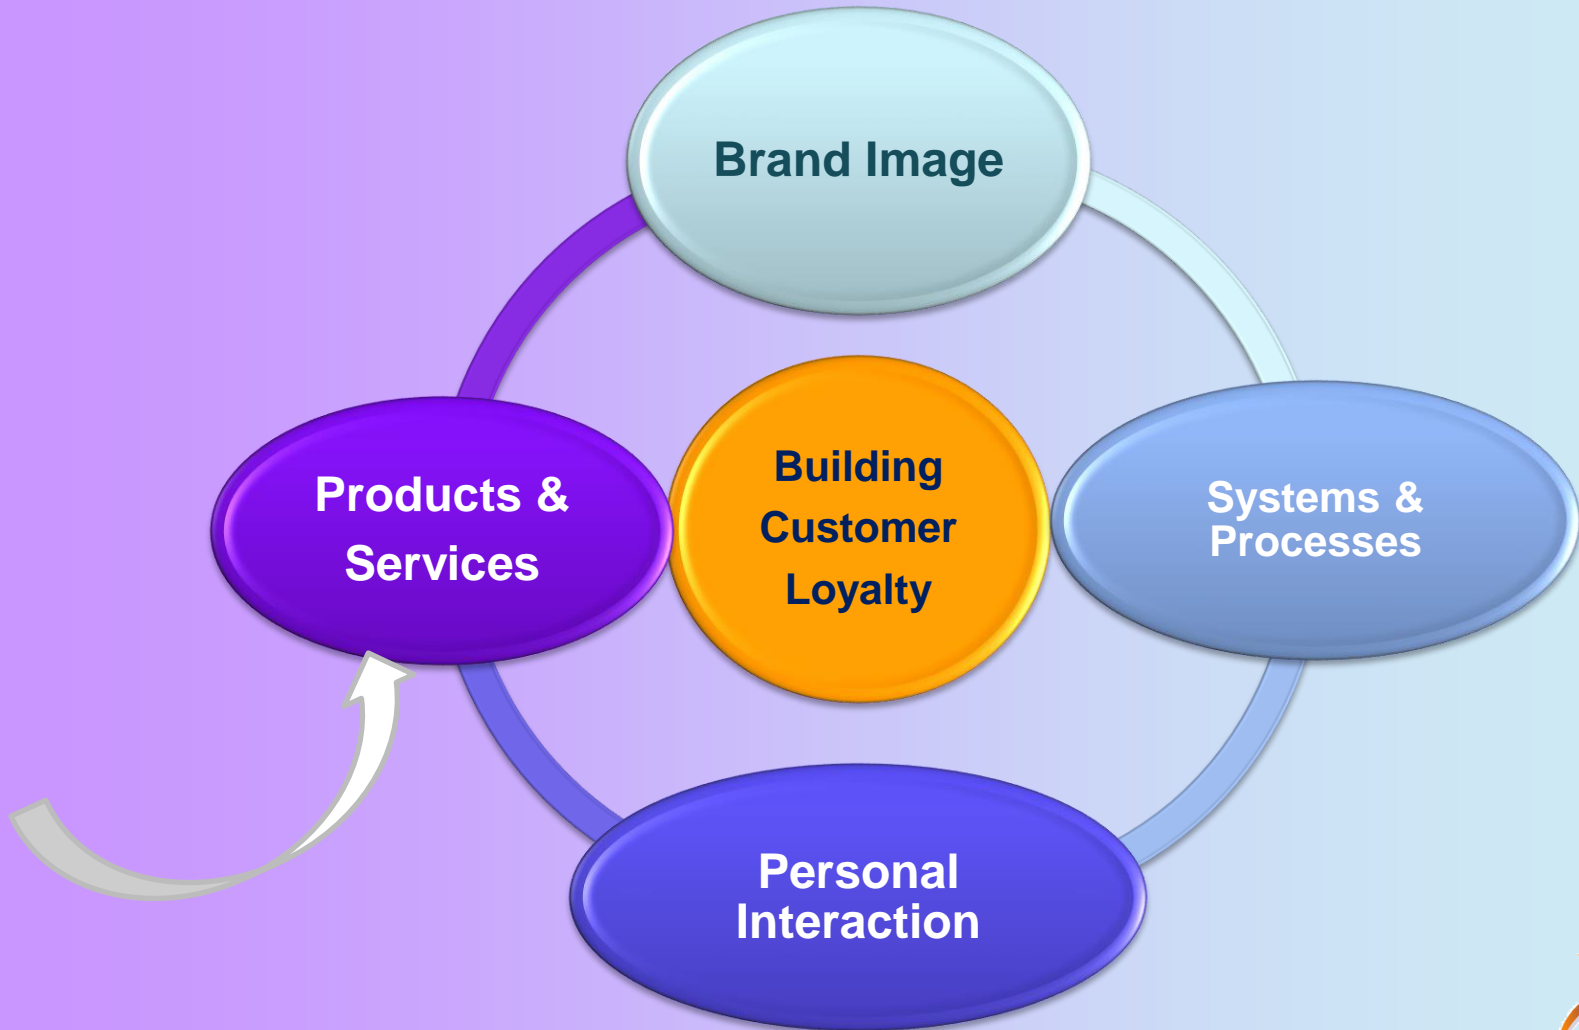 Brand Image
Products &
Services
Building
Customer
Loyalty
Systems &
Processes
Personal
Interaction